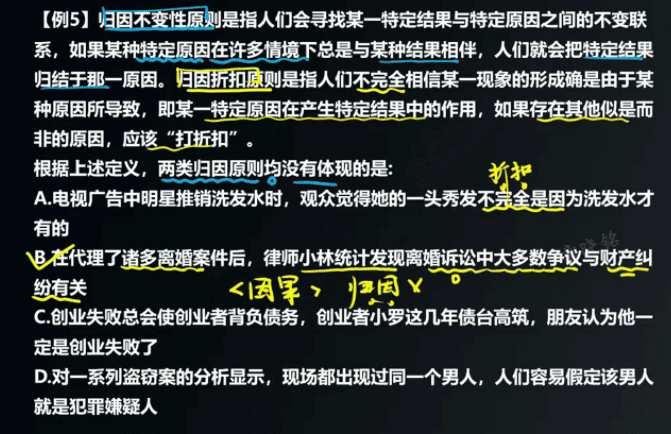 【例5】归因不变性原则是指人们会寻找某一特定结果与特定原因之间的不变联
系，如果某种特定原因在许多情境下总是与某种结果相伴，人们就会把特定结果
归结于那一原因。归因折扣原则是指人们不完全相信某一现象的形成确是由于某
种原因所导致，即某一特定原因在产生特定结果中的作用，如果存在其他似是而
非的原因，应该“打折扣”。
根据上述定义，两类归因原则均没有体现的是：
折扣
A.电视广告中明星推销洗发水时，观众觉得她的一头秀发不完全是因为洗发水才
有的
B.在代理了诸多离婚案件后，律师小林统计发现离婚诉讼中大多数争议与财产纠
纷有关
<因果> 归因×
C.创业失败总会使创业者背负债务，创业者小罗这几年债台高筑，朋友认为他一
定是创业失败了
D.对一系列盗窃案的分析显示，现场都出现过同一个男人，人们容易假定该男人
就是犯罪嫌疑人